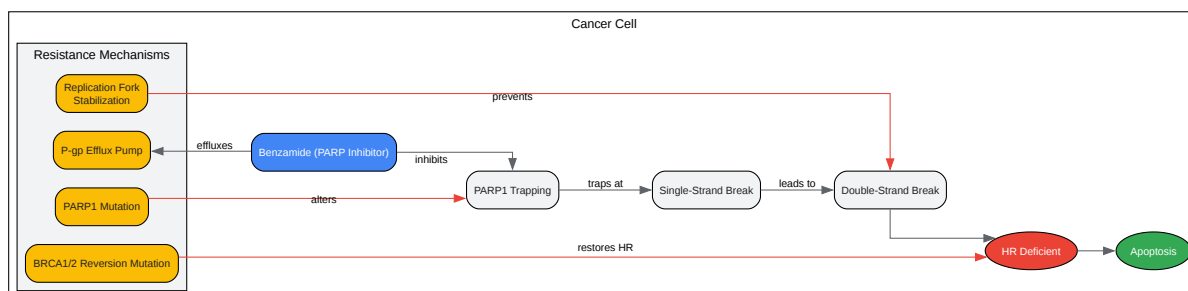 Cancer Cell
Resistance Mechanisms
Replication Fork
Stabilization
prevents
P-gp Efflux Pump
effluxes
Benzamide (PARP Inhibitor)
inhibits
PARP1 Trapping
traps at
Single-Strand Break
leads to
Double-Strand Break
PARP1 Mutation
alters
BRCA1/2 Reversion Mutation
restores HR
HR Deficient
Apoptosis